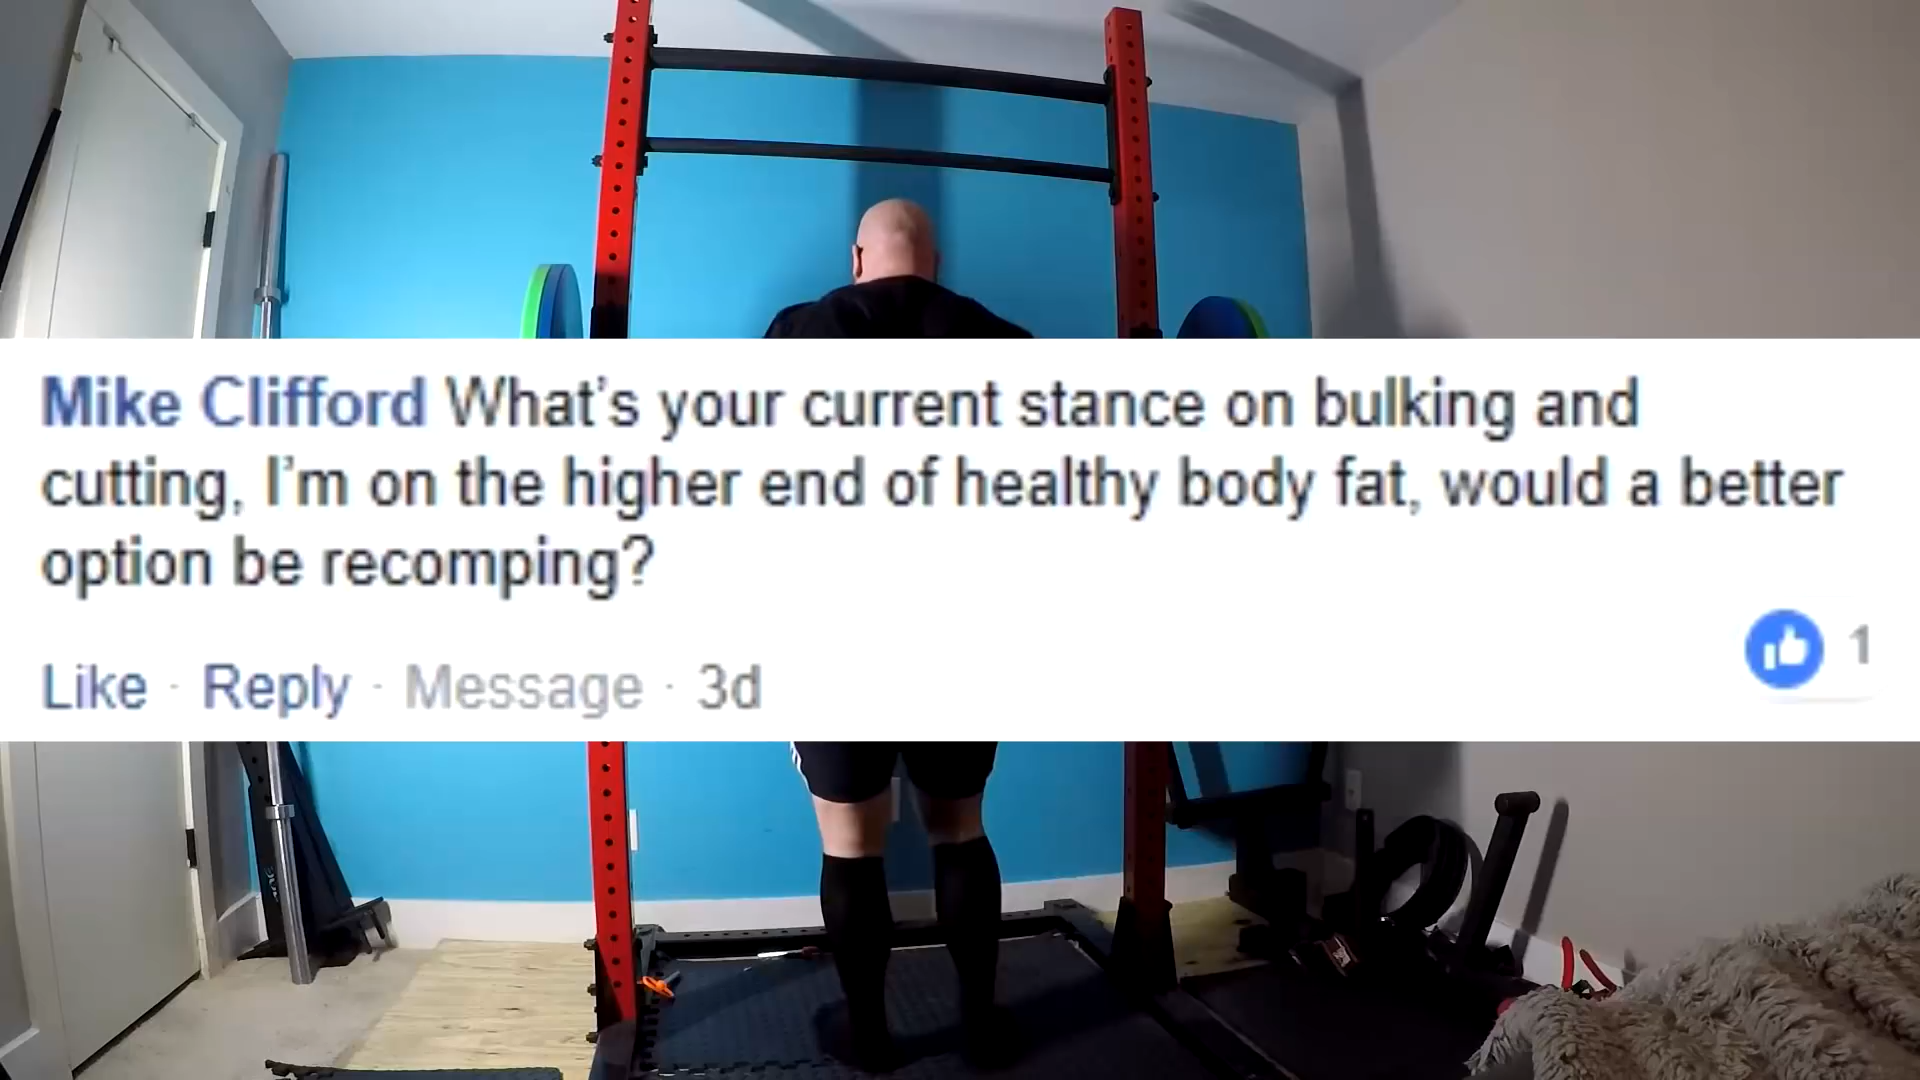 Mike Clifford What's your current stance on bulking and
cutting, I'm on the higher end of healthy body fat, would a better
option be recomping?
1
Like · Reply · Message · 3d